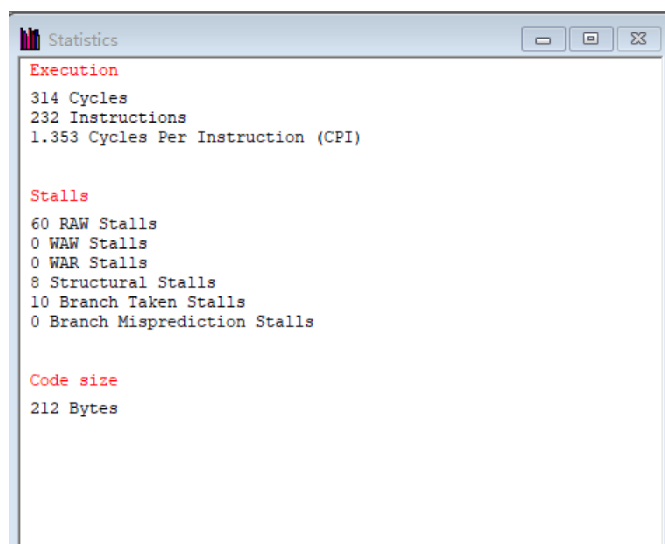 Statistics
Execution
314 Cycles
232 Instructions
1.353 Cycles Per Instruction (CPI)
Stalls
60 RAW Stalls
0 WAW Stalls
0 WAR Stalls
8 Structural Stalls
10 Branch Taken Stalls
0 Branch Misprediction Stalls
Code size
212 Bytes